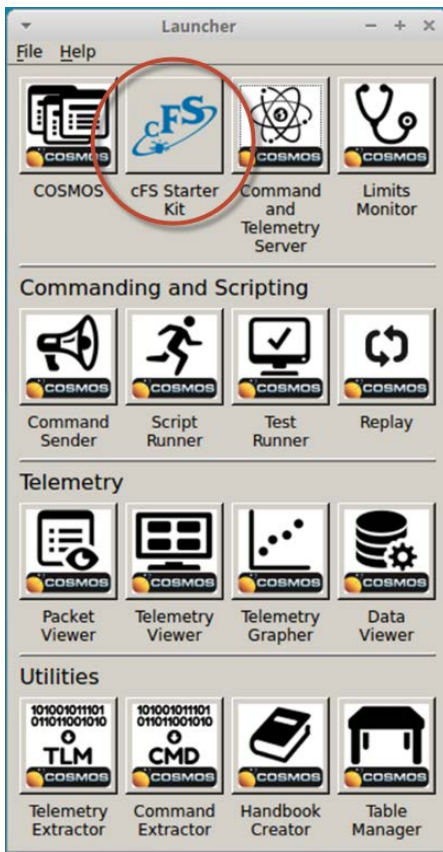 Launcher
File Help
cFS
COSMOS COSMOS COSMOS
COSMOS cFS Starter Kit Command and Telemetry Server Limits Monitor
Commanding and Scripting
COSMOS COSMOS COSMOS COSMOS
Command Sender Script Runner Test Runner Replay
Telemetry
COSMOS COSMOS COSMOS COSMOS
Packet Viewer Telemetry Viewer Telemetry Grapher Data Viewer
Utilities
101001011101 101001011101
011011001010 011011001010
TLM CMD
COSMOS COSMOS COSMOS COSMOS
Telemetry Extractor Command Extractor Handbook Creator Table Manager